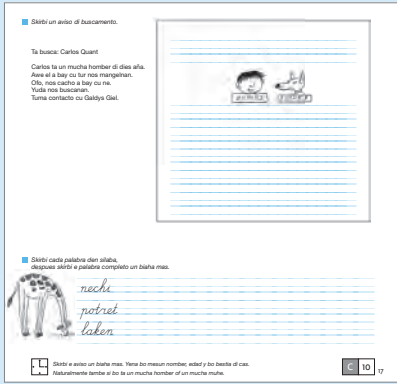 Skirbi un aviso di buscamento.
Ta busca: Carlos Quant
Carlos ta un mucha homber di dies aña.
Awe el a bay cu tur nos mangelnan.
Ofo, nos cacho a bay cu ne.
Yuda nos buscanan.
Tuma contacto cu Galdys Giel.
Skirbi cada palabra den silaba,
despues skirbi e palabra completo un biaha mas.
nechi
potret
laken
Skirbi e aviso un biaha mas. Yena bo mesun nomber, edad y bo bestia di cas.
Naturalmente tambe si bo ta un mucha homber of un mucha muhe.
C 10
17